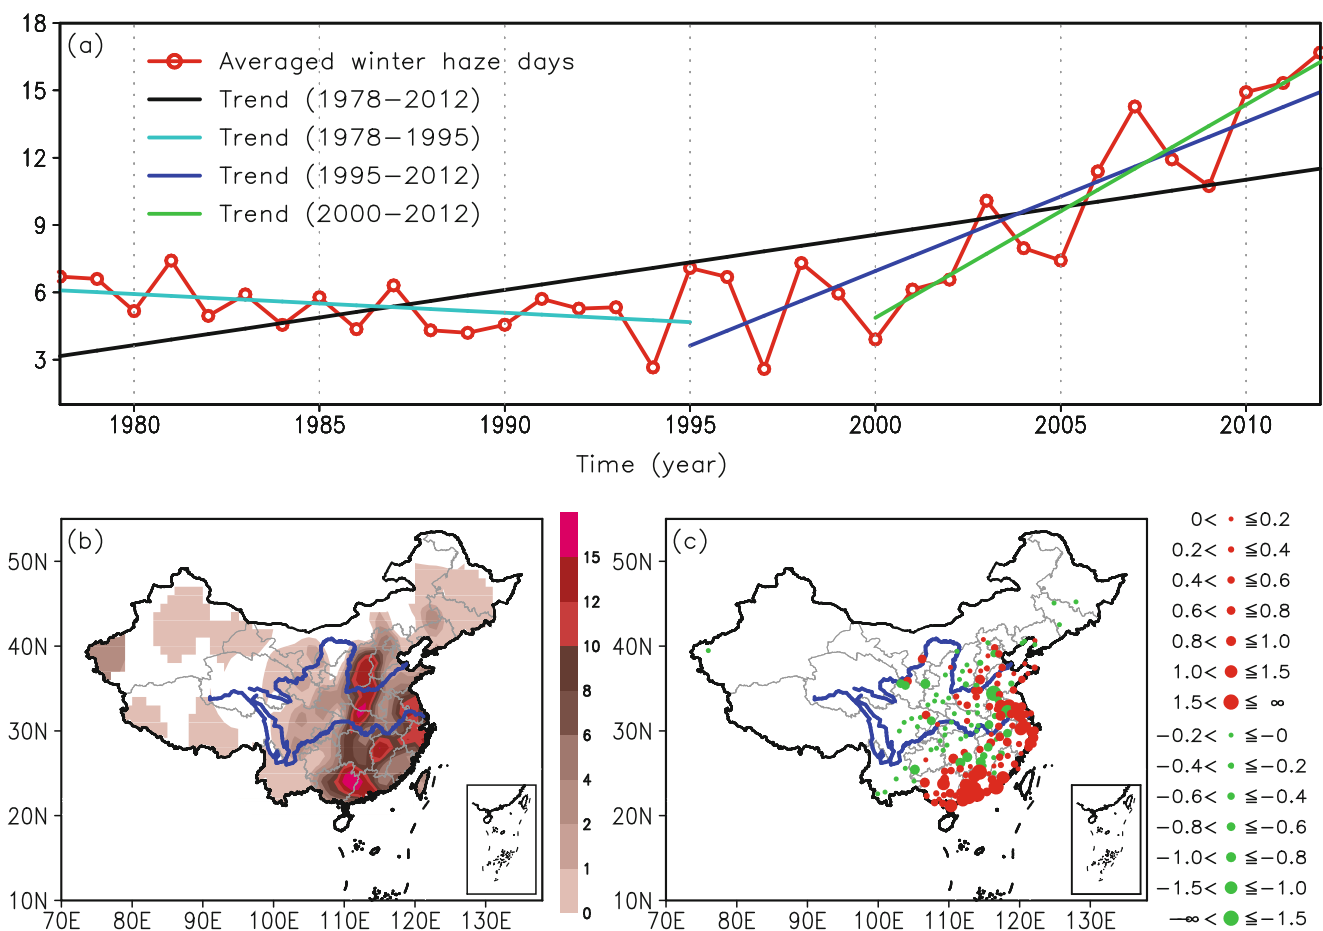 (a)
18
15
12
9
6
3
Averaged winter haze days
Trend (1978−2012)
Trend (1978−1995)
Trend (1995−2012)
Trend (2000−2012)
1980 1985 1990 1995 2000 2005 2010
Time (year)
(b)
50N
40N
30N
20N
10N
70E 80E 90E 100E 110E 120E 130E
15
12
10
8
6
4
2
1
0
(c)
50N
40N
30N
20N
10N
70E 80E 90E 100E 110E 120E 130E
0< ≦0.2
0.2< ≦0.4
0.4< ≦0.6
0.6< ≦0.8
0.8< ≦1.0
1.0< ≦1.5
1.5< ≦ ∞
−0.2< ≦−0
−0.4< ≦−0.2
−0.6< ≦−0.4
−0.8< ≦−0.6
−1.0< ≦−0.8
−1.5< ≦−1.0
−∞< ≦−1.5